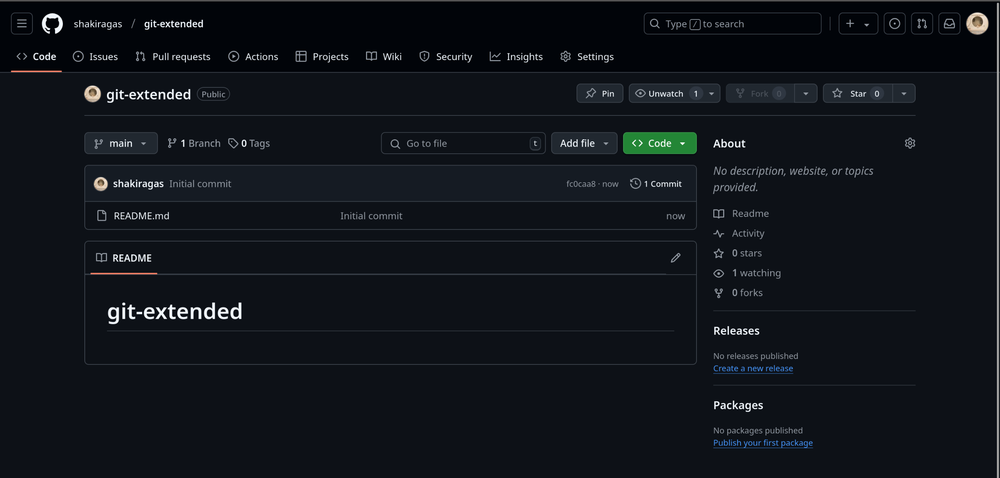 shakiragas / git-extended
Type / to search
Code Issues Pull requests Actions Projects Wiki Security Insights Settings
git-extended Public
Pin Unwatch 1 Fork 0 Star 0
main 1 Branch 0 Tags
Go to file t Add file Code
shakiragas Initial commit fc0caa8 · now 1 Commit
README.md Initial commit now
README
git-extended
About
No description, website, or topics
provided.
Readme
Activity
0 stars
1 watching
0 forks
Releases
No releases published
Create a new release
Packages
No packages published
Publish your first package